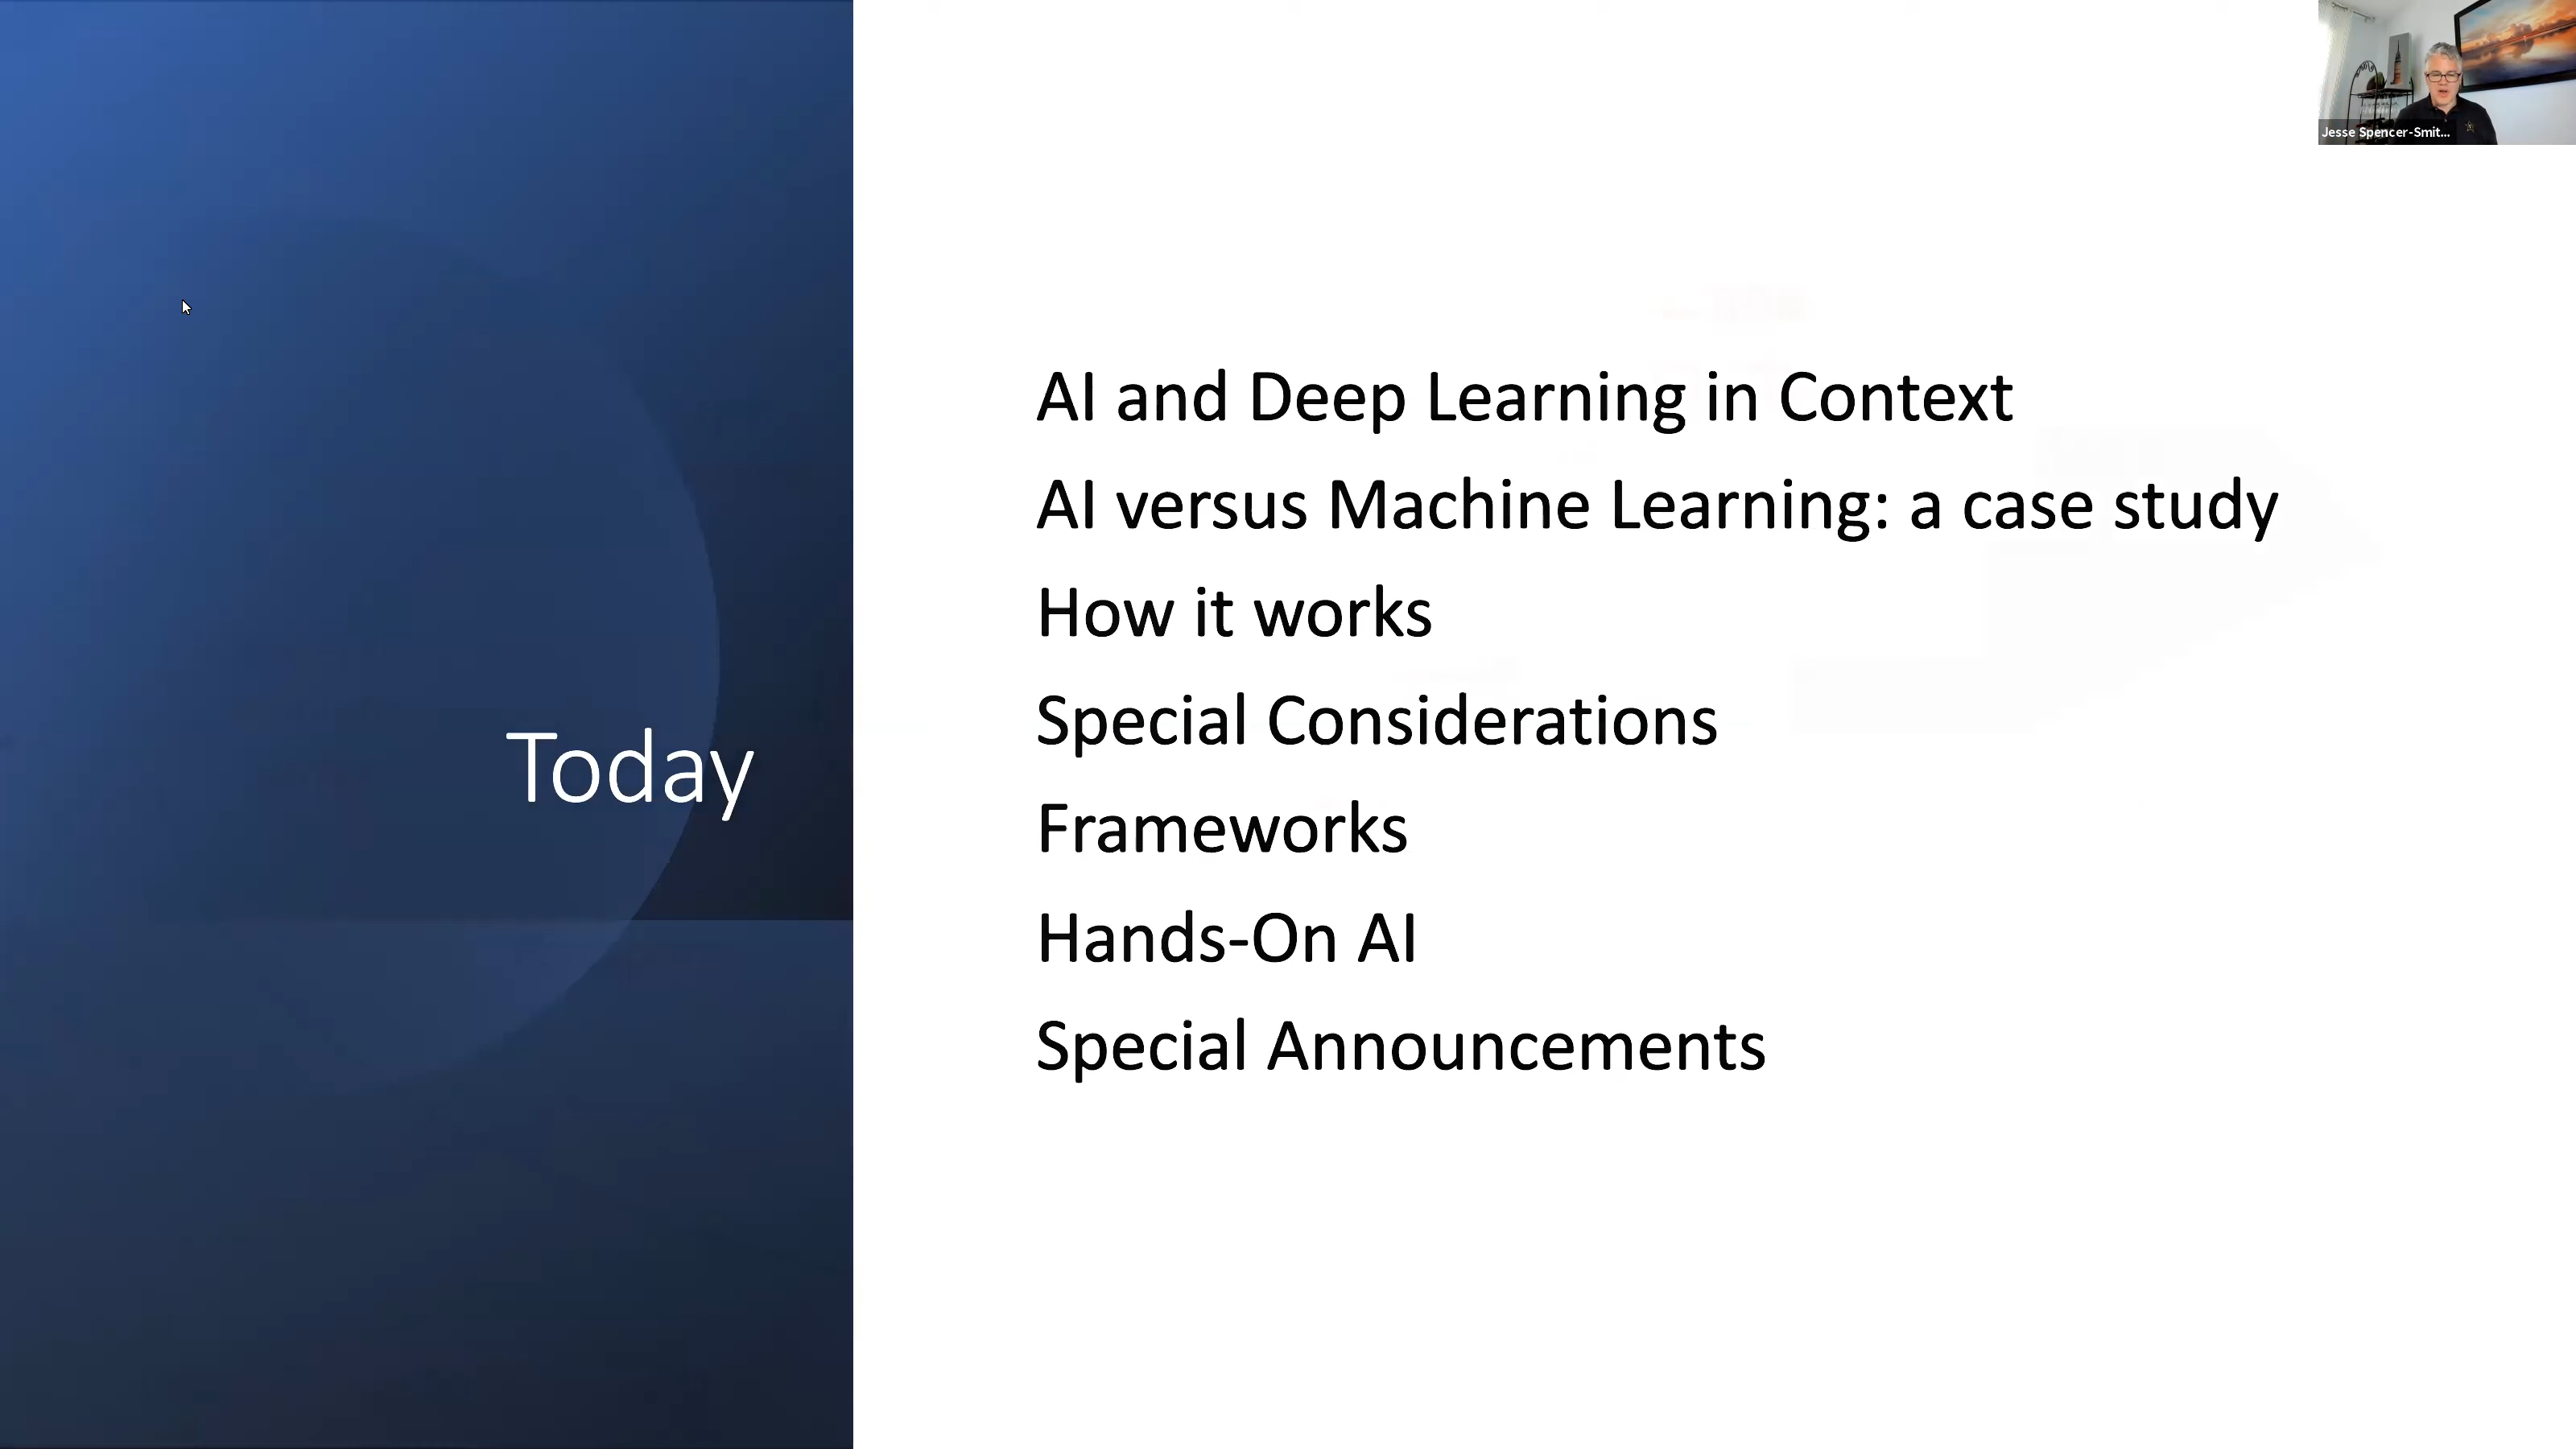 Jesse Spencer-Smit...
Today
AI and Deep Learning in Context
AI versus Machine Learning: a case study
How it works
Special Considerations
Frameworks
Hands-On AI
Special Announcements